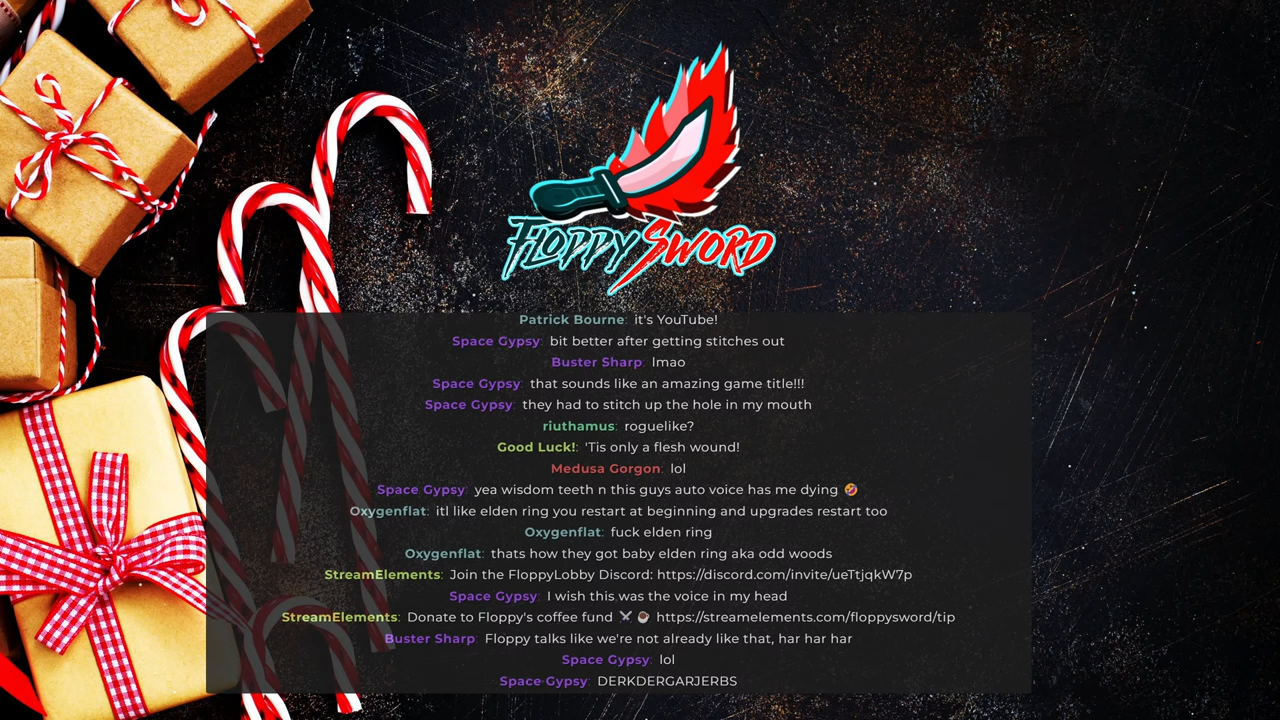 FLOPPY SWORD
Patrick Bourne: it's YouTube!
Space Gypsy: bit better after getting stitches out
Buster Sharp: lmao
Space Gypsy: that sounds like an amazing game title!!!
Space Gypsy: they had to stitch up the hole in my mouth
riuthamus: roguelike?
Good Luck!: 'Tis only a flesh wound!
Medusa Gorgon: lol
Space Gypsy: yea wisdom teeth n this guys auto voice has me dying 🤣
Oxygenflat: itl like elden ring you restart at beginning and upgrades restart too
Oxygenflat: fuck elden ring
Oxygenflat: thats how they got baby elden ring aka odd woods
StreamElements: Join the FloppyLobby Discord: https://discord.com/invite/ueTtjqkW7p
Space Gypsy: I wish this was the voice in my head
StreamElements: Donate to Floppy's coffee fund ⚔️ ☕ https://streamelements.com/floppysword/tip
Buster Sharp: Floppy talks like we're not already like that, har har har
Space Gypsy: lol
Space Gypsy: DERKDERGARJERBS